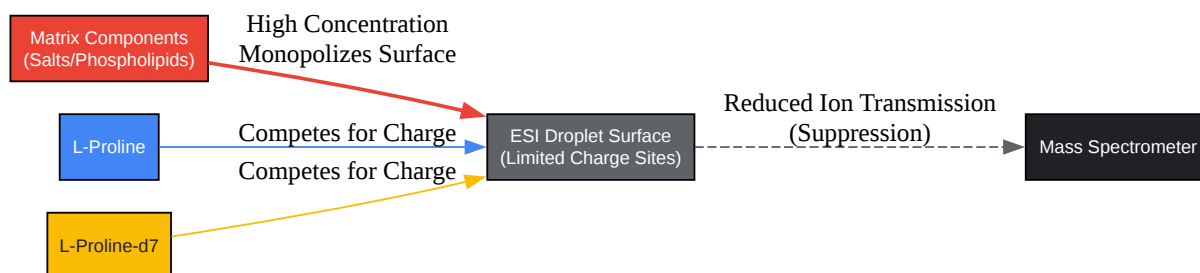 Matrix Components
(Salts/Phospholipids)
High Concentration
Monopolizes Surface
L-Proline
Competes for Charge
Competes for Charge
L-Proline-d7
ESI Droplet Surface
(Limited Charge Sites)
Reduced Ion Transmission
(Suppression)
Mass Spectrometer